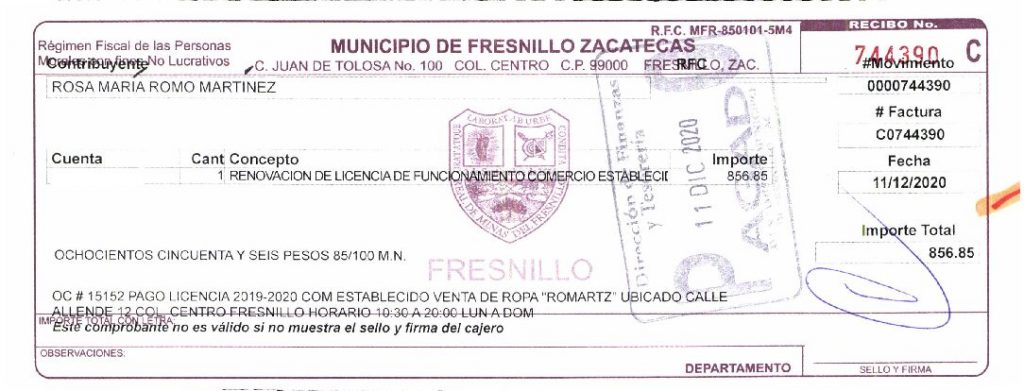 R.F.C. MFR-850101-5M4
RECIBO No.
Régimen Fiscal de las Personas
Morales con fines No Lucrativos
MUNICIPIO DE FRESNILLO ZACATECAS
C. JUAN DE TOLOSA No. 100 COL. CENTRO C.P. 99000 FRESNILLO, ZAC.
744390 C
Contribuyente
RFC
#Movimiento
ROSA MARIA ROMO MARTINEZ
0000744390
# Factura
C0744390
Cuenta Cant Concepto Importe
Fecha
1 RENOVACION DE LICENCIA DE FUNCIONAMIENTO COMERCIO ESTABLECID 856.85
11/12/2020
Dirección de Finanzas
y Tesorería
11 DIC 2020
PAGADO
Importe Total
856.85
OCHOCIENTOS CINCUENTA Y SEIS PESOS 85/100 M.N.
FRESNILLO
OC # 15152 PAGO LICENCIA 2019-2020 COM ESTABLECIDO VENTA DE ROPA "ROMARTZ" UBICADO CALLE
ALLENDE 12 COL. CENTRO FRESNILLO HORARIO 10:30 A 20:00 LUN A DOM
IMPORTE TOTAL CON LETRA:
Este comprobante no es válido si no muestra el sello y firma del cajero
OBSERVACIONES:
DEPARTAMENTO
SELLO Y FIRMA